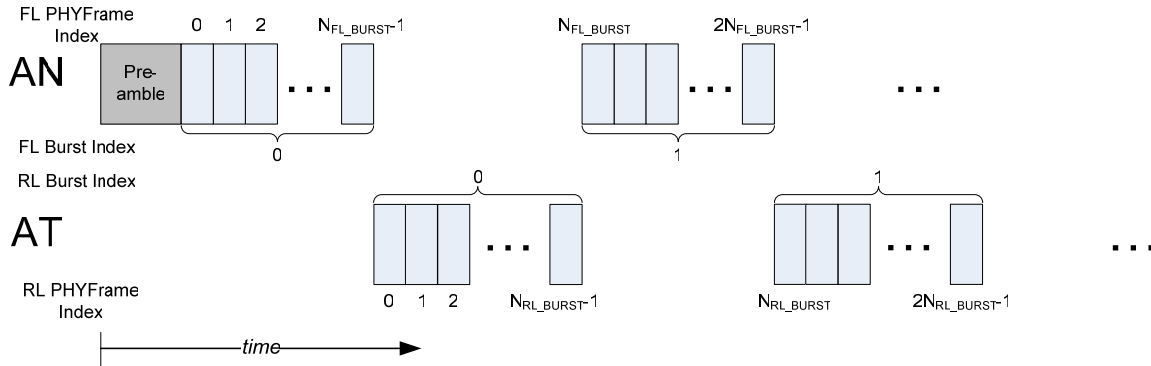 FL PHYFrame
Index
0 1 2 NFL_BURST-1 NFL_BURST 2NFL_BURST-1
AN
Pre-
amble
...
...
...
FL Burst Index
0 1
RL Burst Index
0 1
AT
...
...
...
RL PHYFrame
Index
0 1 2 NRL_BURST-1 NRL_BURST 2NRL_BURST-1
time